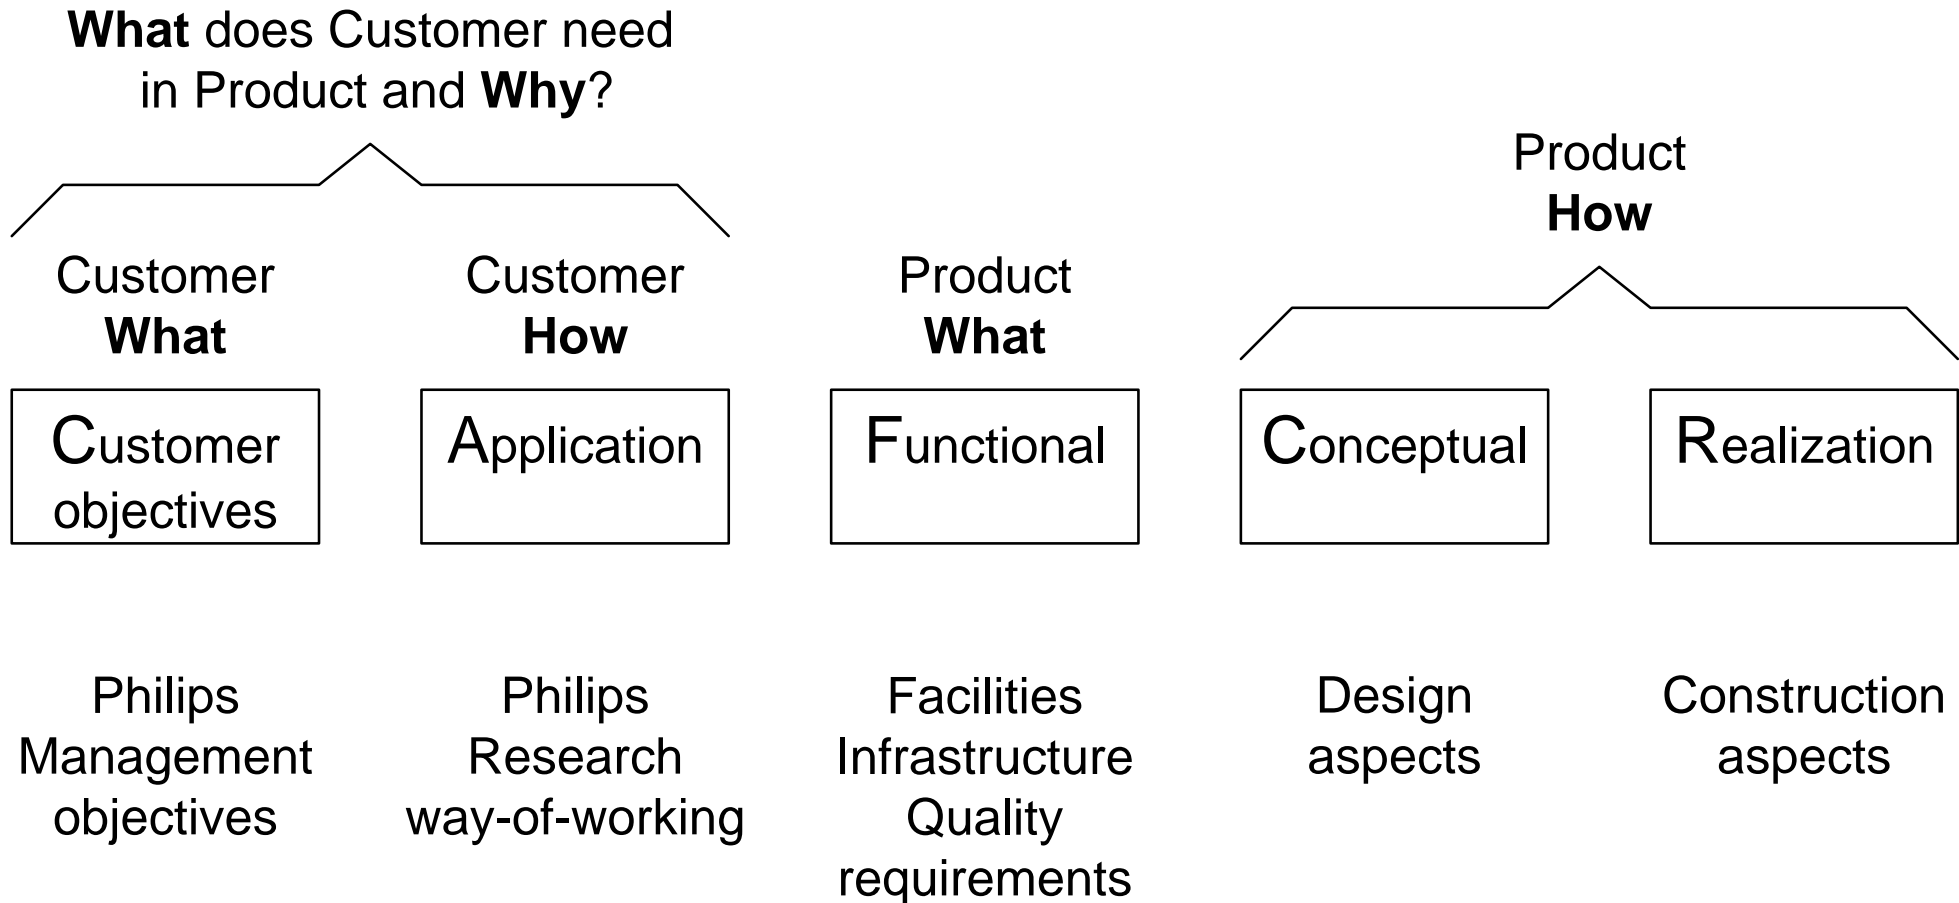 What does Customer need
in Product and Why?
Product
How
Customer
What
Customer
How
Product
What
Customer
objectives
Application
Functional
Conceptual
Realization
Philips
Management
objectives
Philips
Research
way-of-working
Facilities
Infrastructure
Quality
requirements
Design
aspects
Construction
aspects